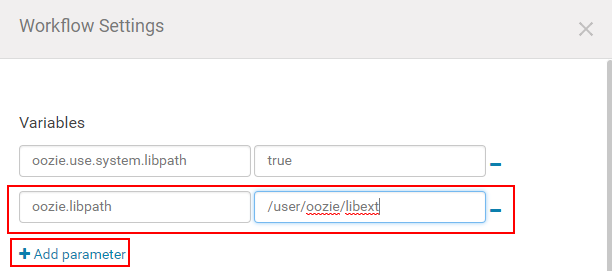 Workflow Settings
Variables
oozie.use.system.libpath true
oozie.libpath /user/oozie/libext
Add parameter